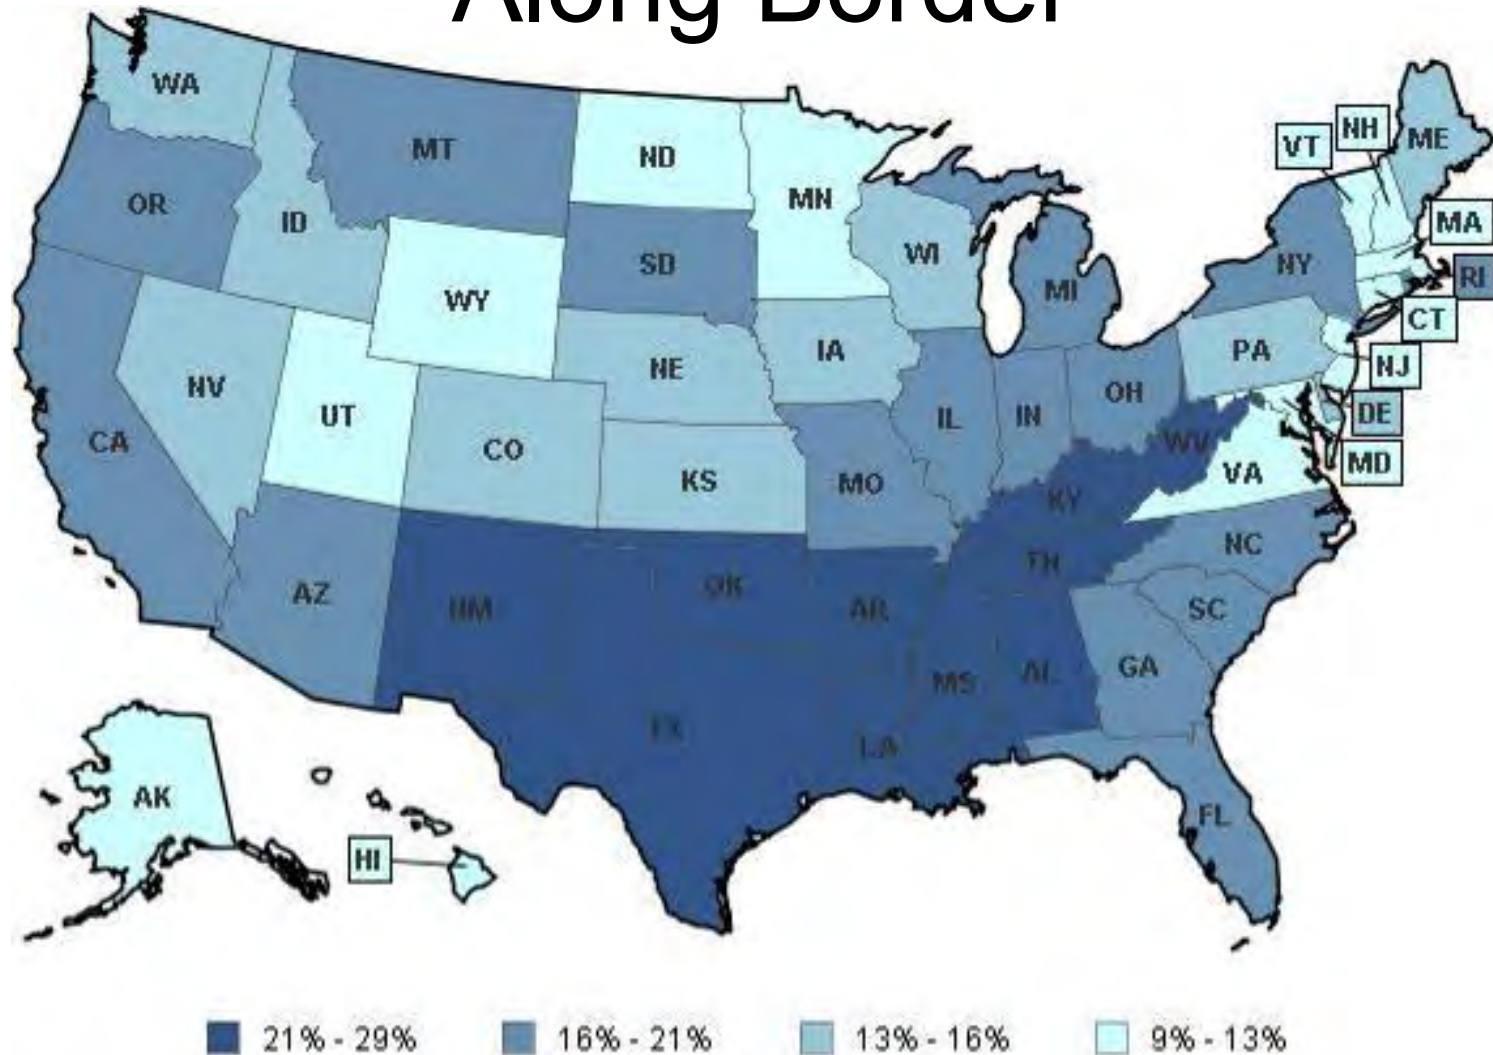 Along Border
WA
MT
ND
MN
VT
NH
ME
OR
ID
SD
WI
MI
NY
MA
RI
WY
CT
NV
UT
NE
IA
PA
NJ
CA
CO
KS
MO
IL
IN
OH
DE
WV
MD
KY
VA
AZ
NM
OK
AR
TN
NC
SC
MS
AL
GA
TX
LA
FL
AK
HI
21% - 29% 16% - 21% 13% - 16% 9% - 13%